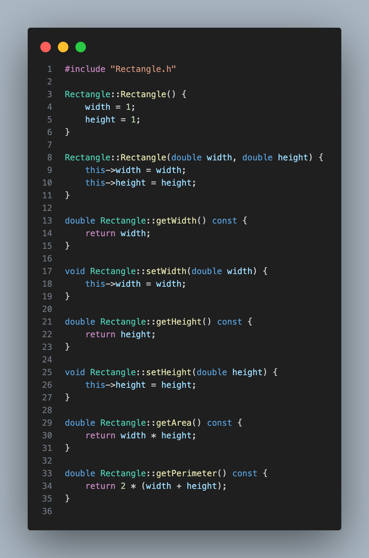 1 #include "Rectangle.h"
2
3 Rectangle::Rectangle() {
4     width = 1;
5     height = 1;
6 }
7
8 Rectangle::Rectangle(double width, double height) {
9     this->width = width;
10     this->height = height;
11 }
12
13 double Rectangle::getWidth() const {
14     return width;
15 }
16
17 void Rectangle::setWidth(double width) {
18     this->width = width;
19 }
20
21 double Rectangle::getHeight() const {
22     return height;
23 }
24
25 void Rectangle::setHeight(double height) {
26     this->height = height;
27 }
28
29 double Rectangle::getArea() const {
30     return width * height;
31 }
32
33 double Rectangle::getPerimeter() const {
34     return 2 * (width + height);
35 }
36